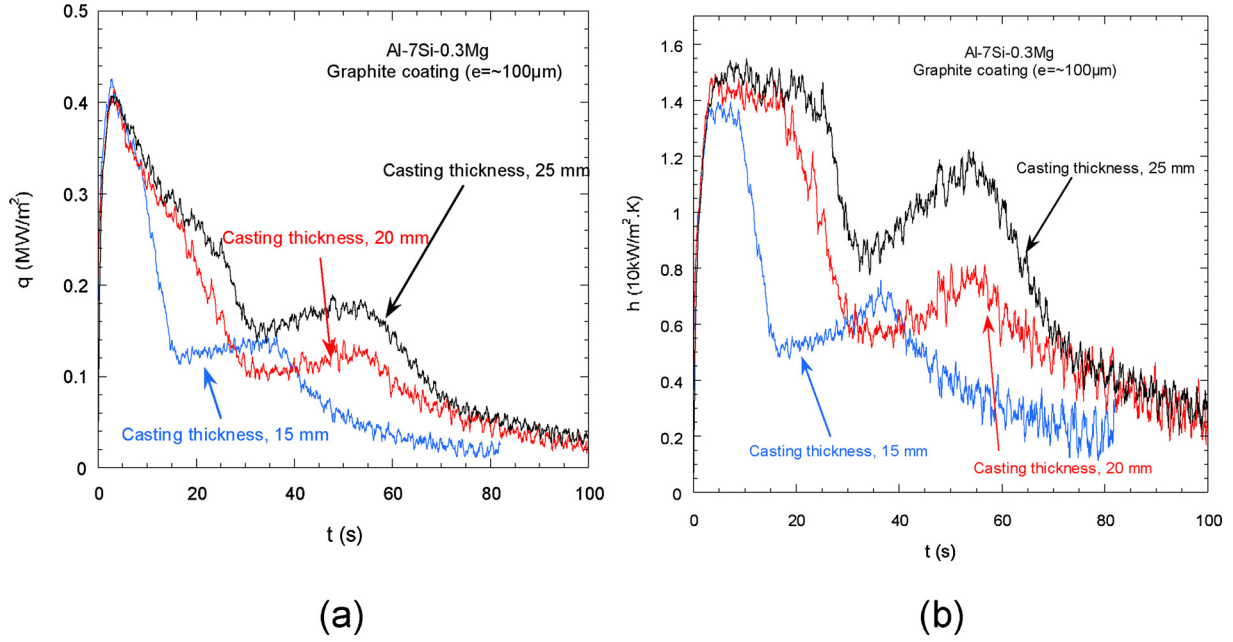 0.5
0.4
0.3
0.2
0.1
0
q (MW/m²)
Al-7Si-0.3Mg
Graphite coating (e=~100µm)
Casting thickness, 25 mm
Casting thickness, 20 mm
Casting thickness, 15 mm
0 20 40 60 80 100
t (s)
(a)
1.6
1.4
1.2
1
0.8
0.6
0.4
0.2
0
h (10kW/m².K)
Al-7Si-0.3Mg
Graphite coating (e=~100µm)
Casting thickness, 25 mm
Casting thickness, 15 mm
Casting thickness, 20 mm
0 20 40 60 80 100
t (s)
(b)